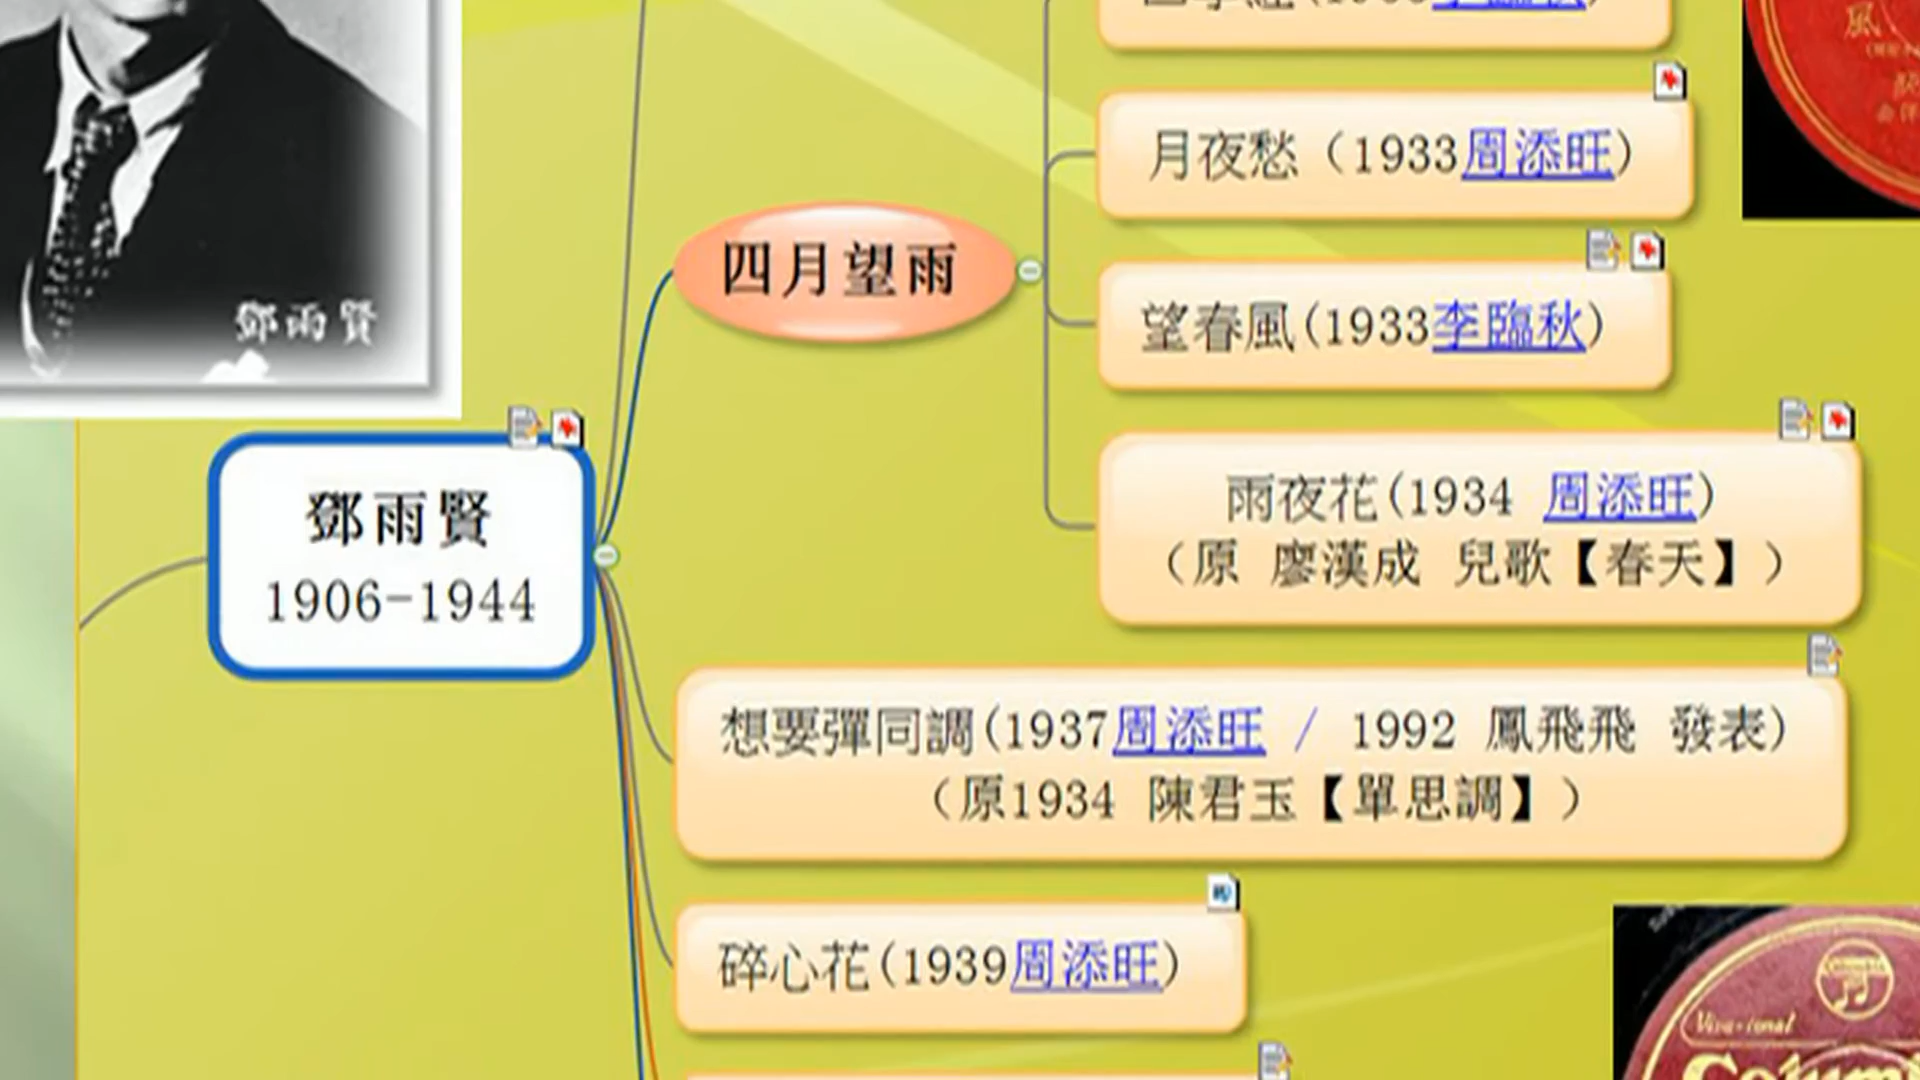 月夜愁（1933周添旺）
四月望雨
望春風(1933李臨秋)
鄧雨賢
鄧雨賢
1906-1944
雨夜花(1934 周添旺)
（原 廖漢成 兒歌【春天】）
想要彈同調(1937周添旺 / 1992 鳳飛飛 發表)
（原1934 陳君玉【單思調】）
碎心花(1939周添旺)
Viva-tonal